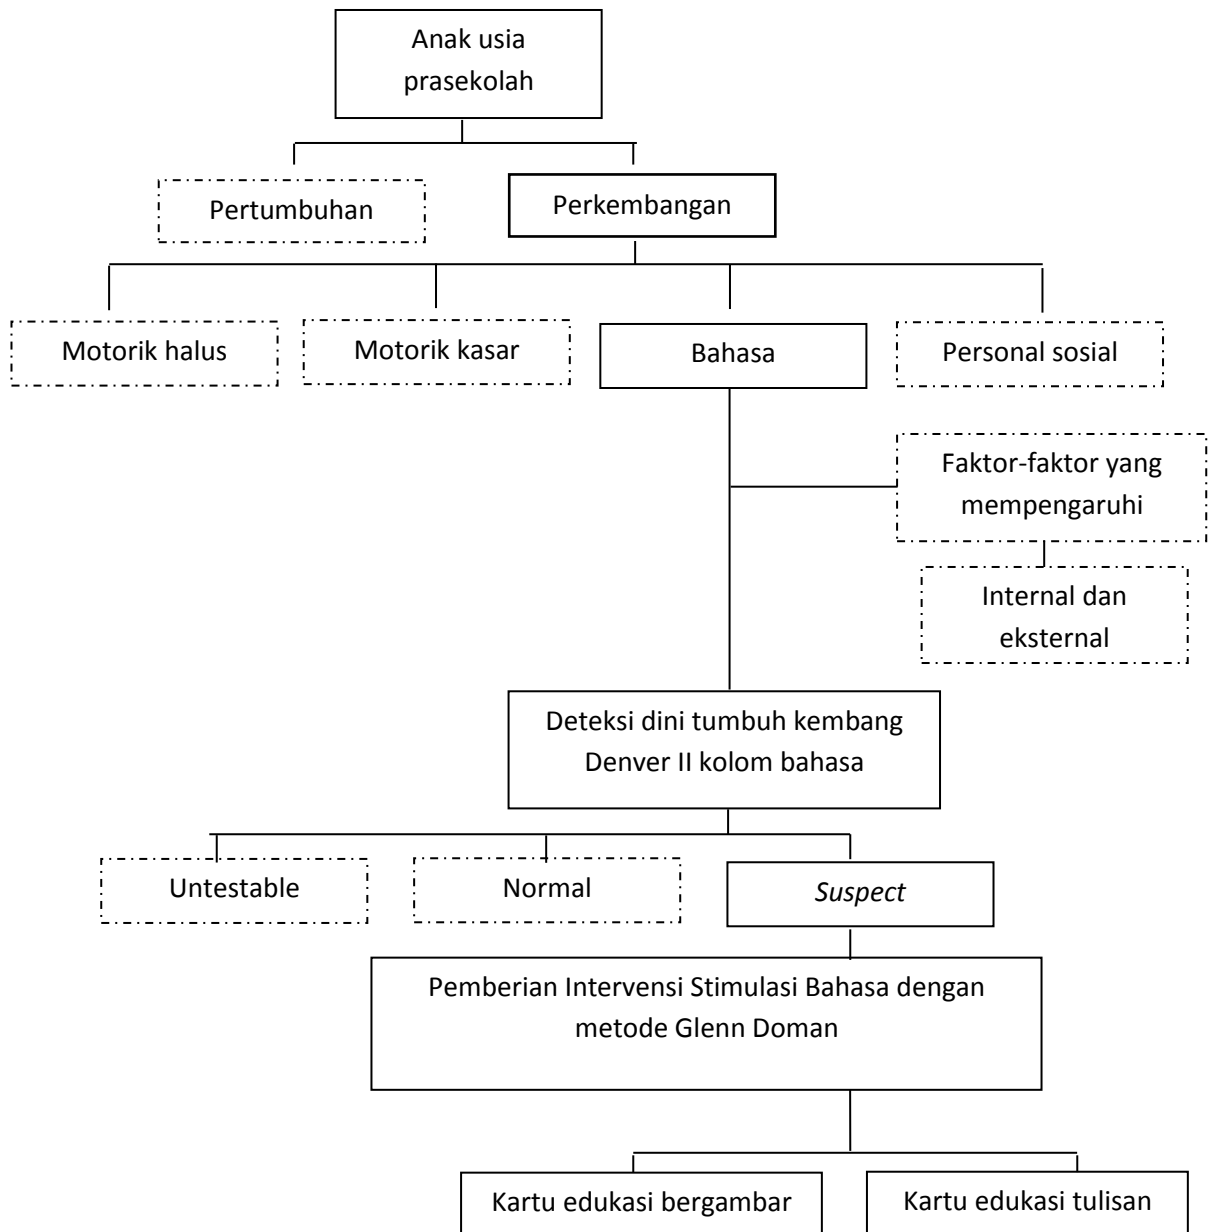 Anak usia
prasekolah
Pertumbuhan
Perkembangan
Motorik halus
Motorik kasar
Bahasa
Personal sosial
Faktor-faktor yang
mempengaruhi
Internal dan
eksternal
Deteksi dini tumbuh kembang
Denver II kolom bahasa
Untestable
Normal
Suspect
Pemberian Intervensi Stimulasi Bahasa dengan
metode Glenn Doman
Kartu edukasi bergambar
Kartu edukasi tulisan